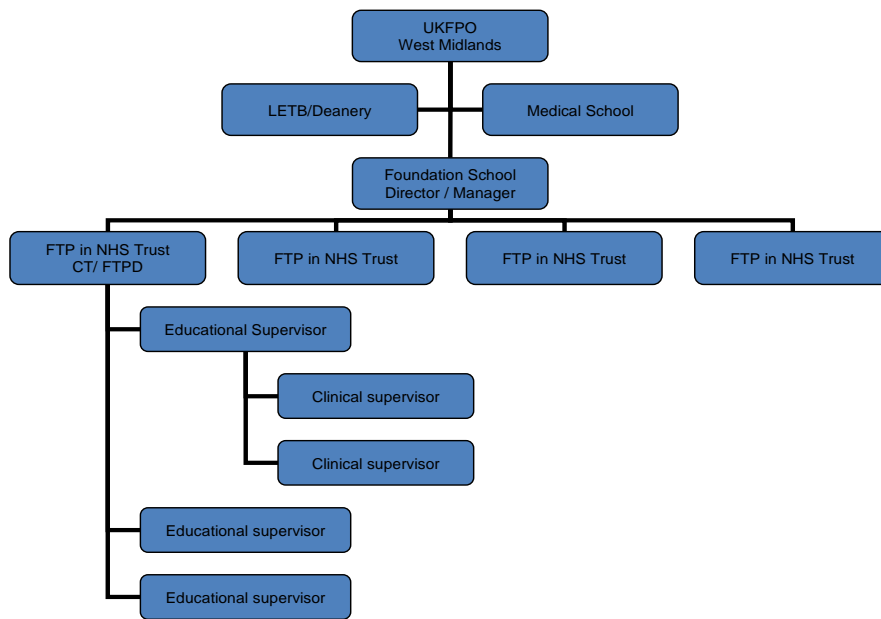 UKFPO
West Midlands
LETB/Deanery
Medical School
Foundation School
Director / Manager
FTP in NHS Trust
CT/ FTPD
FTP in NHS Trust
FTP in NHS Trust
FTP in NHS Trust
Educational Supervisor
Clinical supervisor
Clinical supervisor
Educational supervisor
Educational supervisor